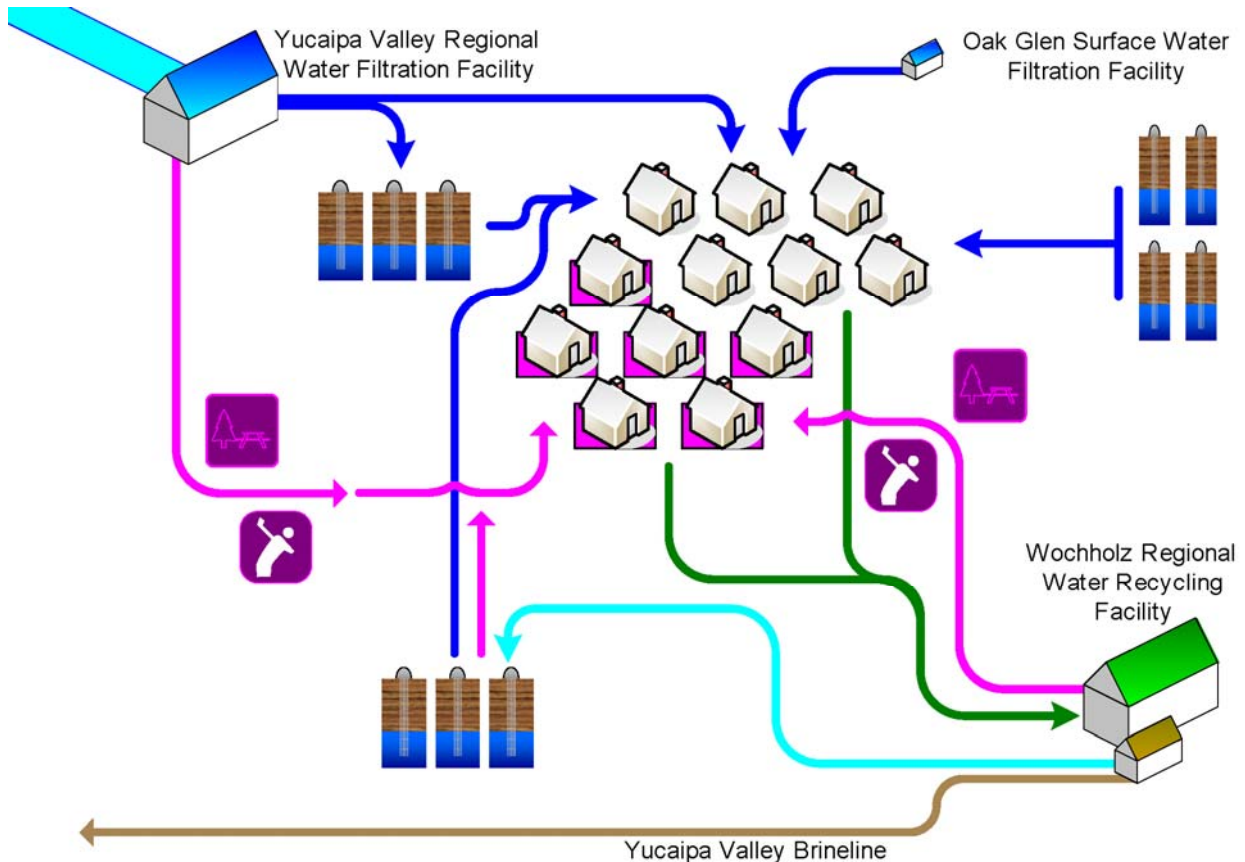 Yucaipa Valley Regional
Water Filtration Facility
Oak Glen Surface Water
Filtration Facility
Wochholz Regional
Water Recycling
Facility
Yucaipa Valley Brineline